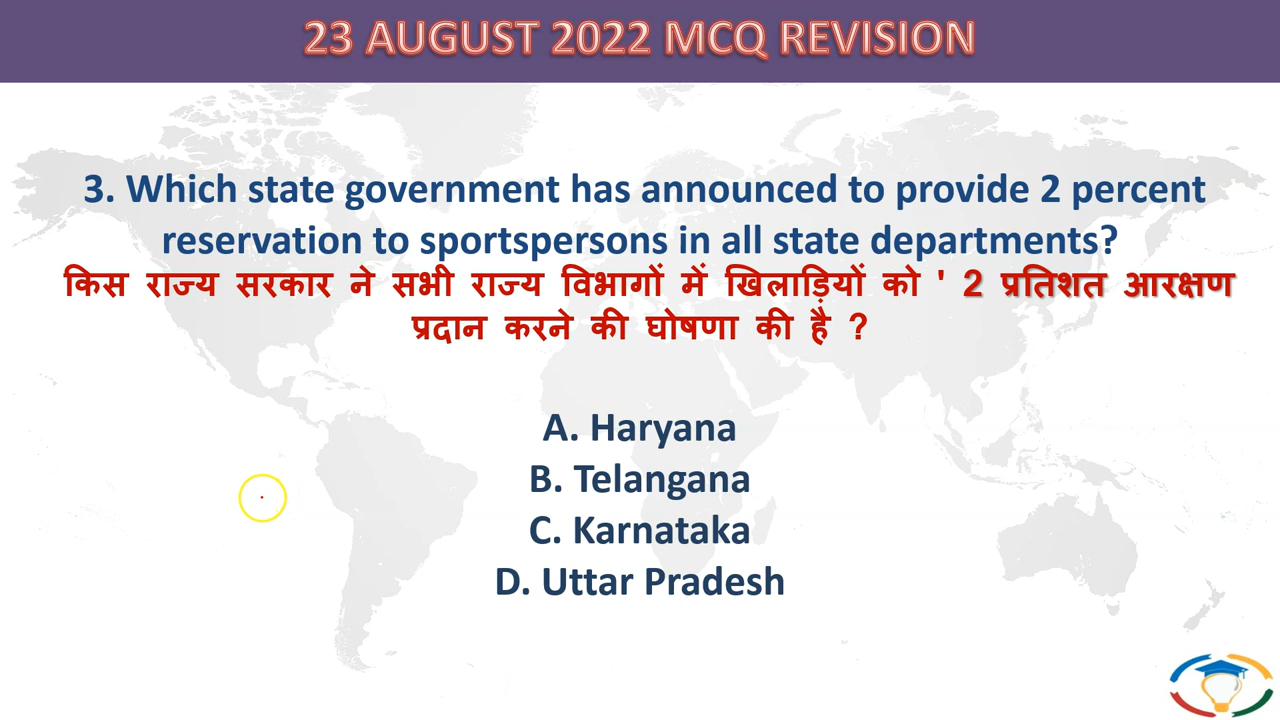 23 AUGUST 2022 MCQ REVISION
3. Which state government has announced to provide 2 percent
reservation to sportspersons in all state departments?
किस राज्य सरकार ने सभी राज्य विभागों में खिलाड़ियों को ' 2 प्रतिशत आरक्षण
प्रदान करने की घोषणा की है ?
A. Haryana
B. Telangana
C. Karnataka
D. Uttar Pradesh